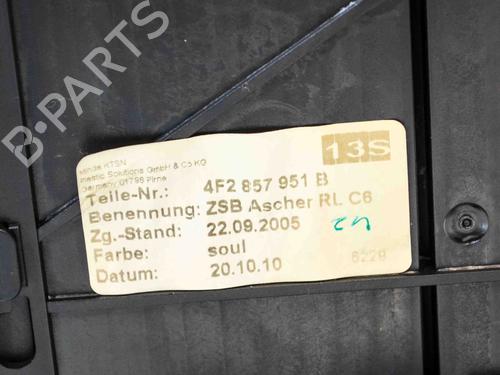 B-PARTS
KTSN
Plastic Solutions GmbH & Co KG
Germany 01796 Pirna
13S
Teile-Nr.: 4F2 857 951 B
Benennung: ZSB Ascher RL C6
Zg.-Stand: 22.09.2005
Farbe: soul
Datum: 20.10.10
6229